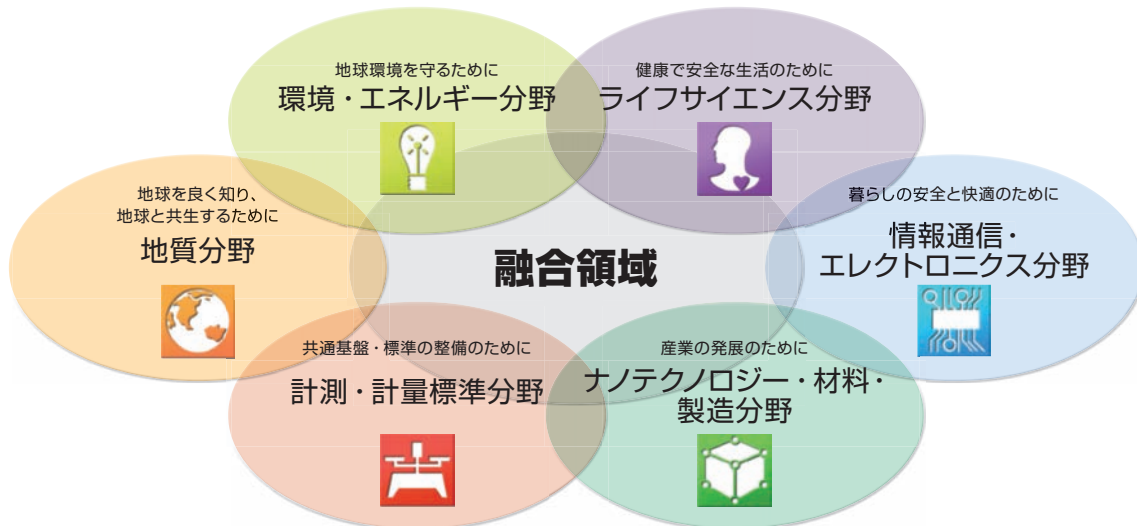 地球環境を守るために
環境・エネルギー分野
健康で安全な生活のために
ライフサイエンス分野
地球を良く知り、
地球と共生するために
地質分野
融合領域
暮らしの安全と快適のために
情報通信・
エレクトロニクス分野
共通基盤・標準の整備のために
計測・計量標準分野
産業の発展のために
ナノテクノロジー・材料・
製造分野